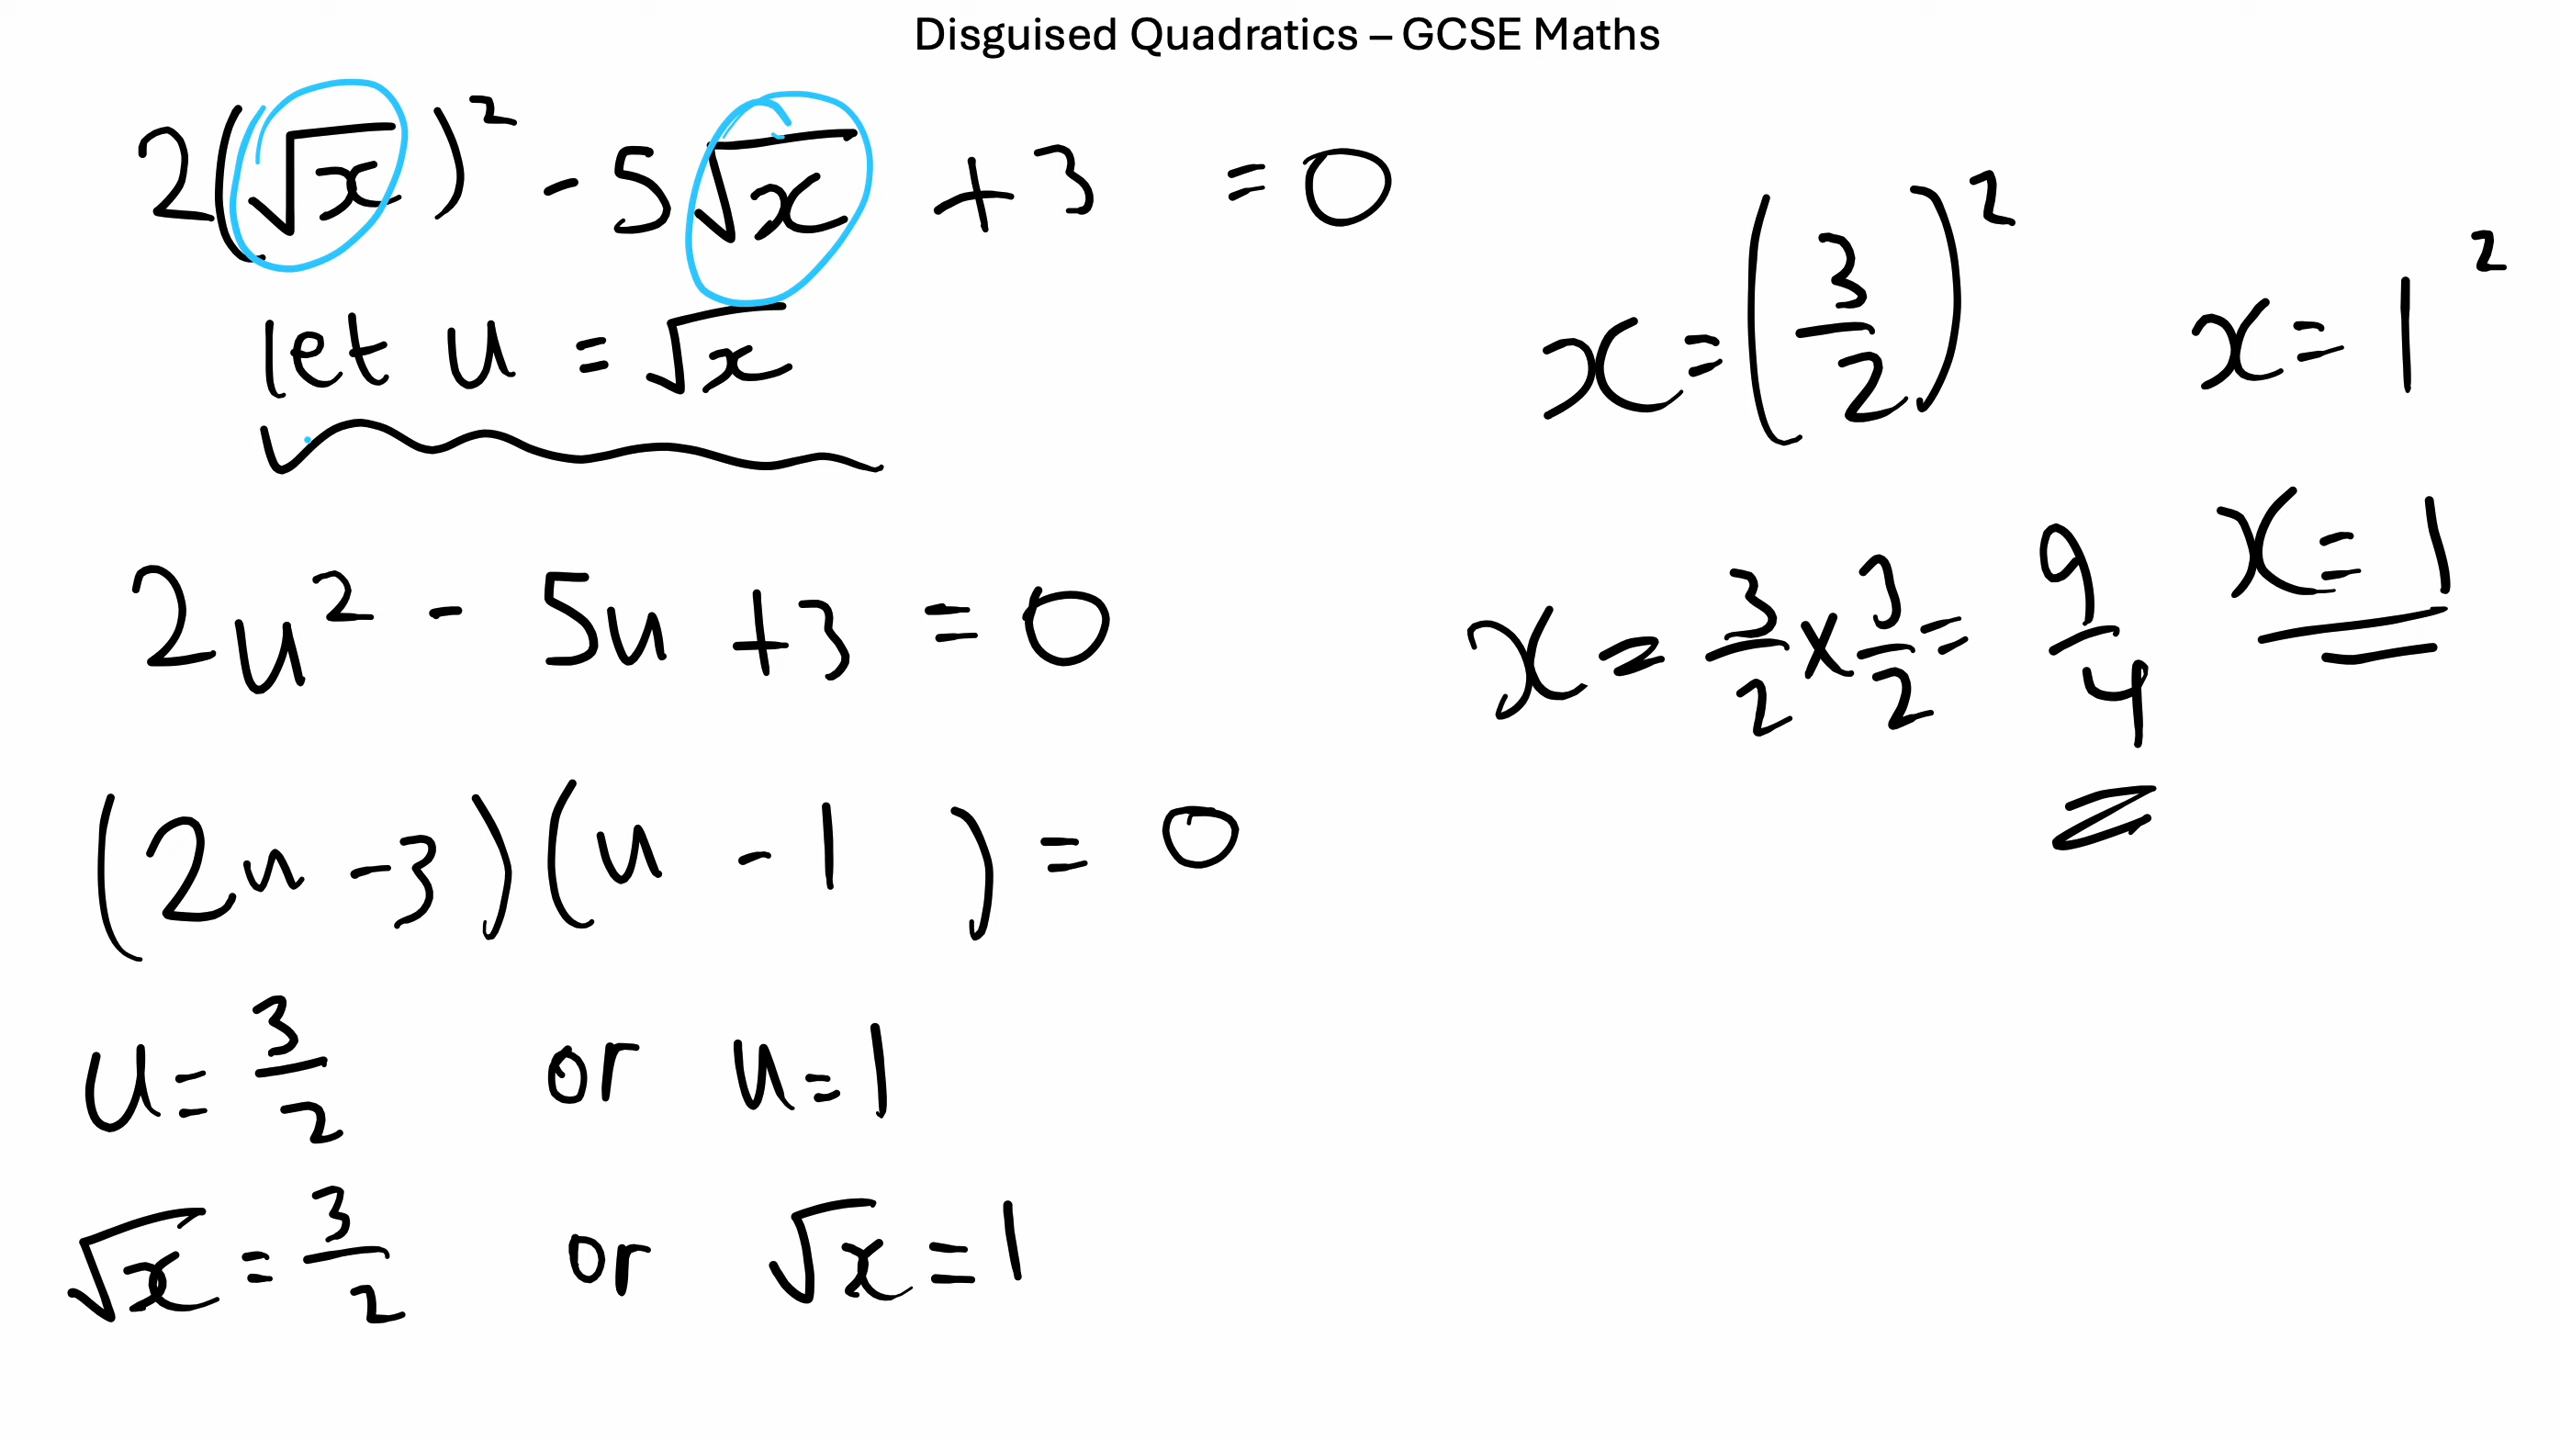 Disguised Quadratics – GCSE Maths
2(√x)² - 5√x + 3 = 0
let u = √x
2u² - 5u + 3 = 0
(2u - 3)(u - 1) = 0
u = 3/2 or u = 1
√x = 3/2 or √x = 1
x = (3/2)² x = 1²
x = 3/2 × 3/2 = 9/4 x = 1